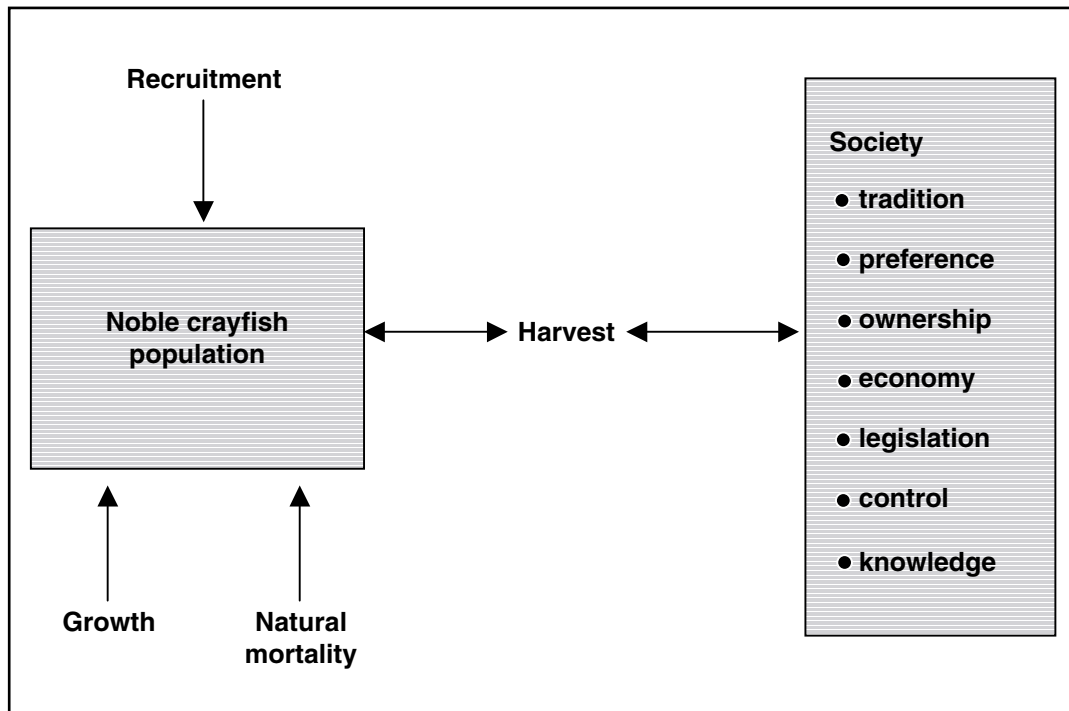 Recruitment
Noble crayfish
population
Growth
Natural
mortality
Harvest
Society
• tradition
• preference
• ownership
• economy
• legislation
• control
• knowledge